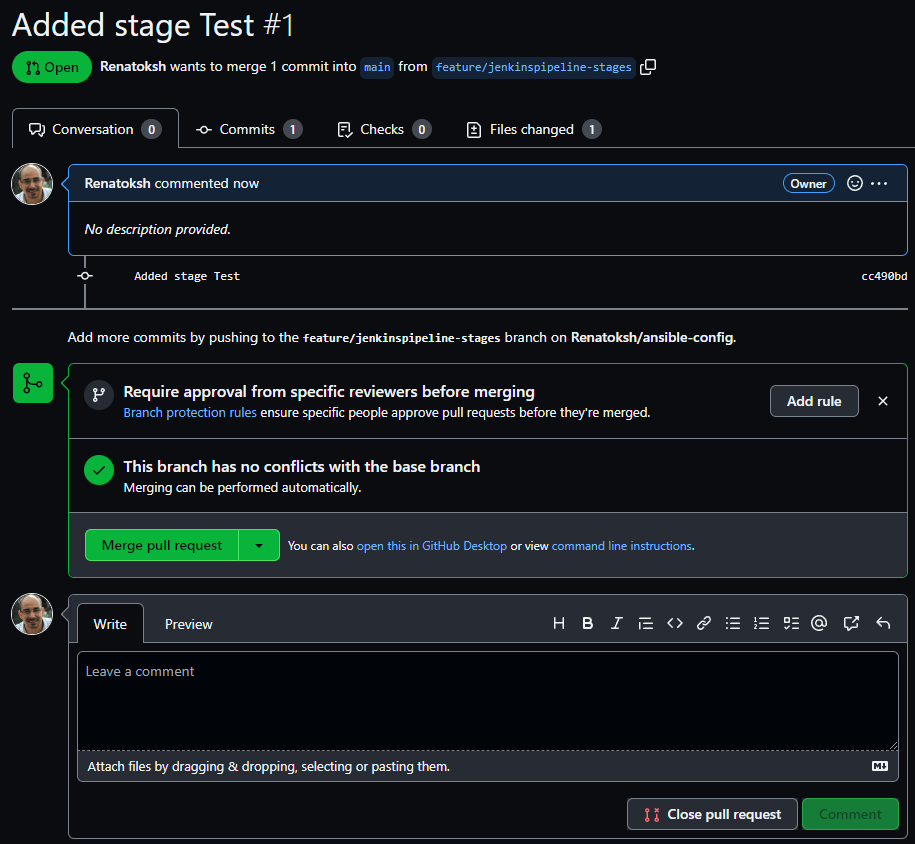 Added stage Test #1
Open Renatoksh wants to merge 1 commit into main from feature/jenkinspipeline-stages
Conversation 0 Commits 1 Checks 0 Files changed 1
Renatoksh commented now Owner
No description provided.
Added stage Test cc490bd
Add more commits by pushing to the feature/jenkinspipeline-stages branch on Renatoksh/ansible-config.
Require approval from specific reviewers before merging
Branch protection rules ensure specific people approve pull requests before they're merged.
Add rule
This branch has no conflicts with the base branch
Merging can be performed automatically.
Merge pull request You can also open this in GitHub Desktop or view command line instructions.
Write Preview
Leave a comment
Attach files by dragging & dropping, selecting or pasting them.
Close pull request Comment